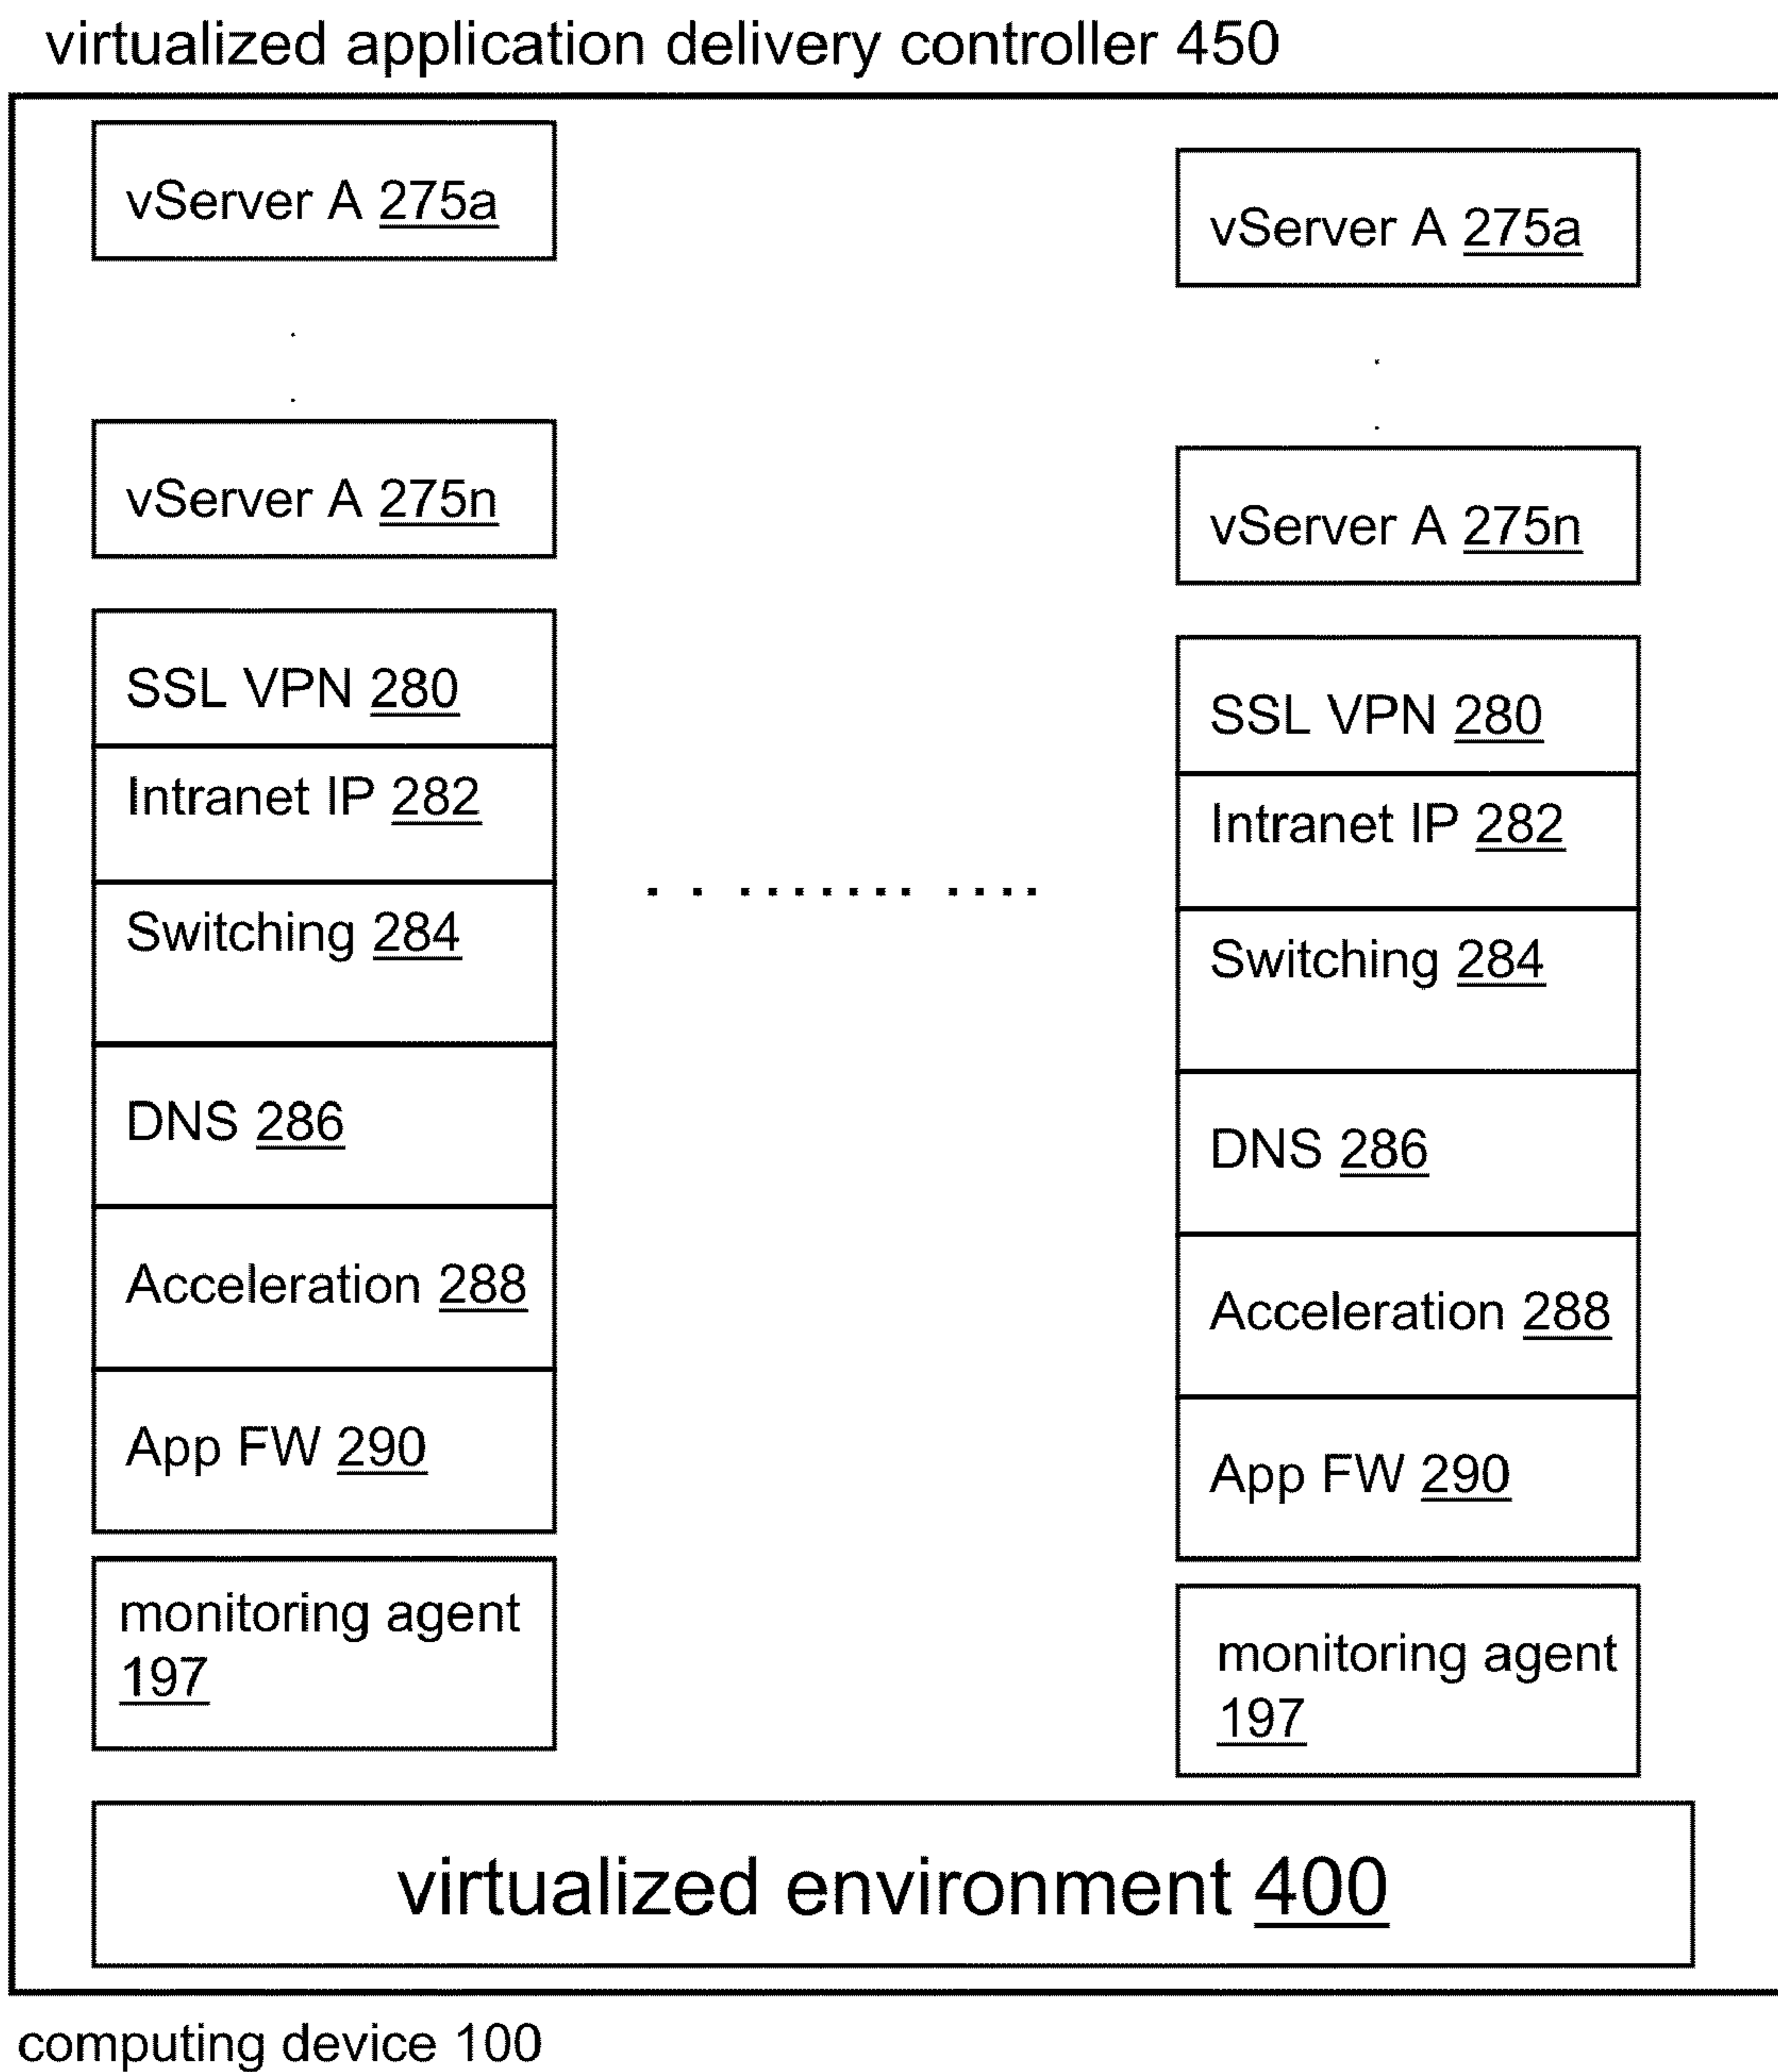 virtualized application delivery controller 450
vServer A 275a
vServer A 275n
SSL VPN 280
Intranet IP 282
Switching 284
DNS 286
Acceleration 288
App FW 290
monitoring agent
197
vServer A 275a
vServer A 275n
SSL VPN 280
Intranet IP 282
Switching 284
DNS 286
Acceleration 288
App FW 290
monitoring agent
197
virtualized environment 400
computing device 100